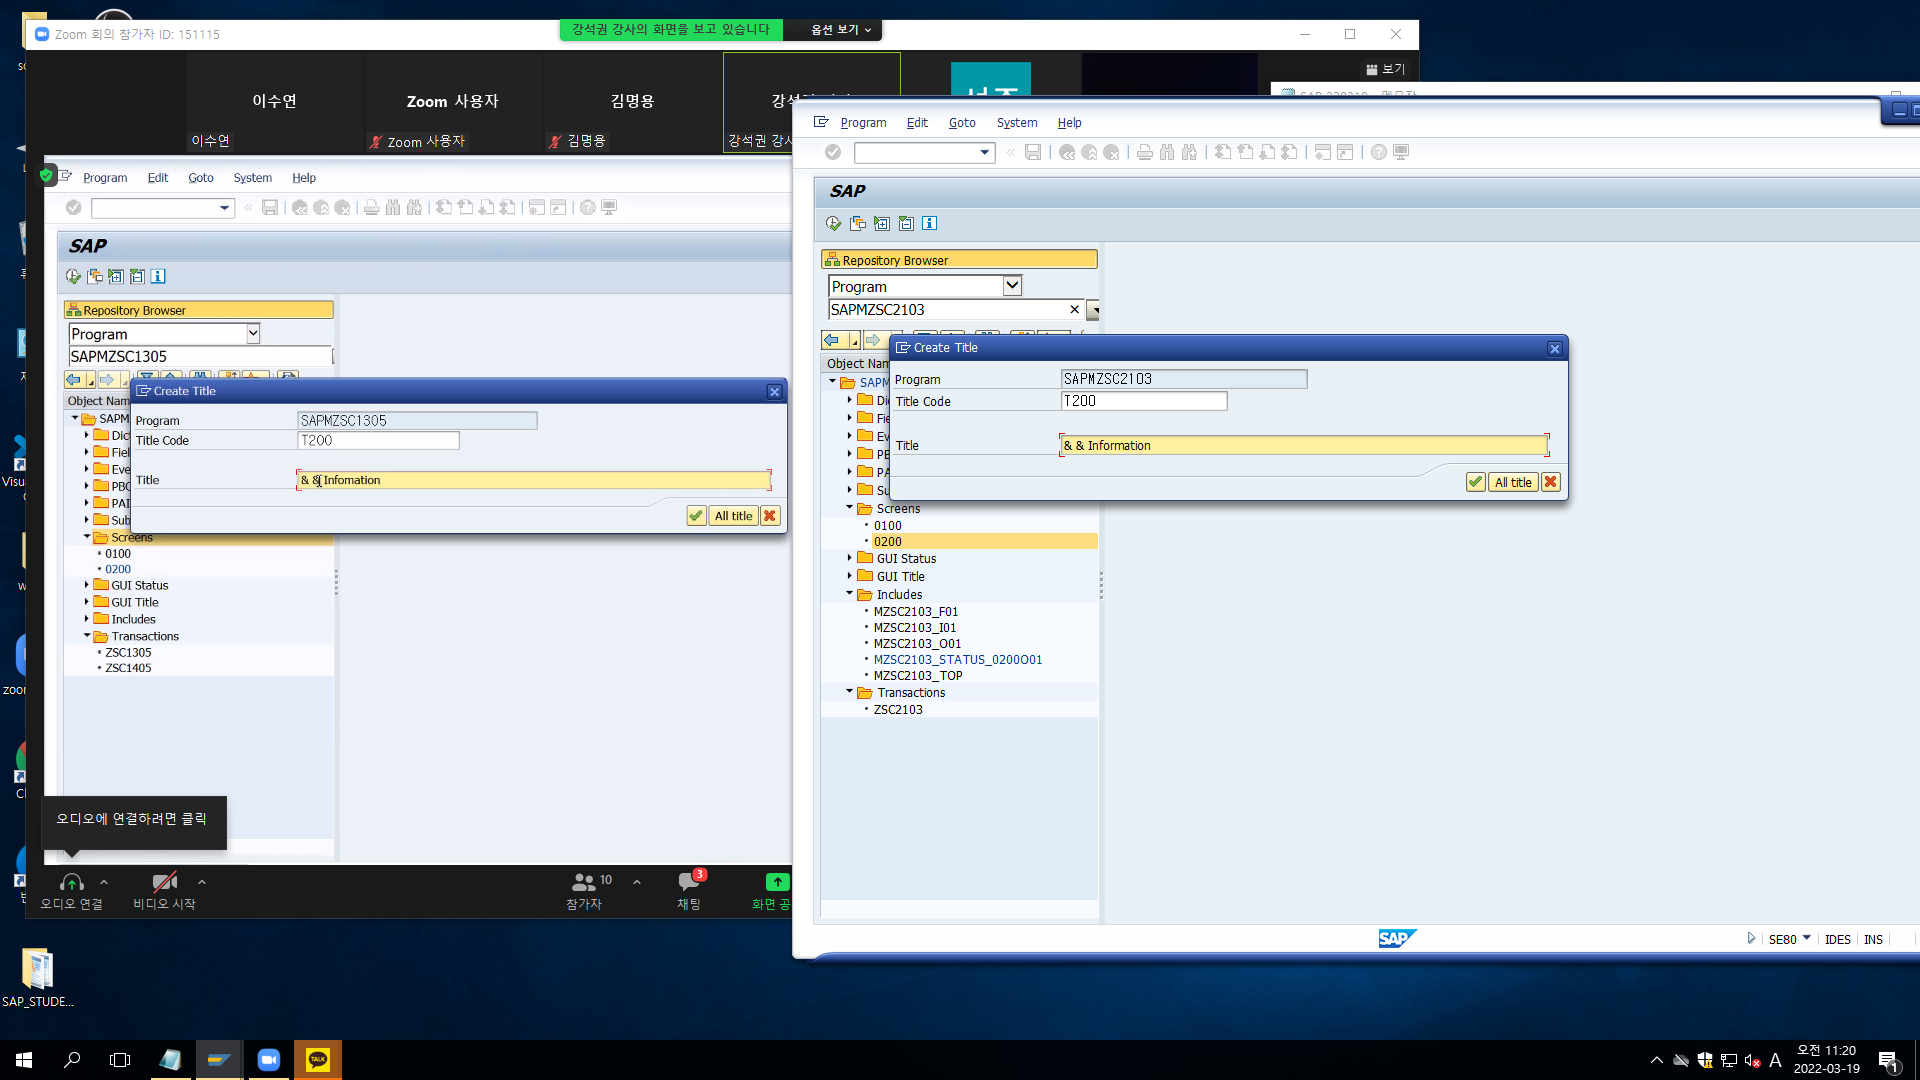 Zoom 회의 참가자 ID: 151115
강석권 강사의 화면을 보고 있습니다
옵션 보기
보기
이수연
Zoom 사용자
김명용
이수연
Zoom 사용자
김명용
강석권 강사
Program Edit Goto System Help
SAP
Repository Browser
Program
SAPMZSC1305
Object Nam
SAPM
Dic
Fiel
Eve
PBO
PAI
Sub
Screens
0100
0200
GUI Status
GUI Title
Includes
Transactions
ZSC1305
ZSC1405
Create Title
Program SAPMZSC1305
Title Code T200
Title & & Infomation
All title
오디오에 연결하려면 클릭
오디오 연결
비디오 시작
10
참가자
3
채팅
화면 공
Program Edit Goto System Help
SAP
Repository Browser
Program
SAPMZSC2103
Object Nan
SAPM
Di
Fie
Ev
PB
PA
Su
Screens
0100
0200
GUI Status
GUI Title
Includes
MZSC2103_F01
MZSC2103_I01
MZSC2103_O01
MZSC2103_STATUS_0200O01
MZSC2103_TOP
Transactions
ZSC2103
Create Title
Program SAPMZSC2103
Title Code T200
Title & & Information
All title
SAP
SE80
IDES
INS
SAP_STUDE...
TALK
A
오전 11:20
2022-03-19
1